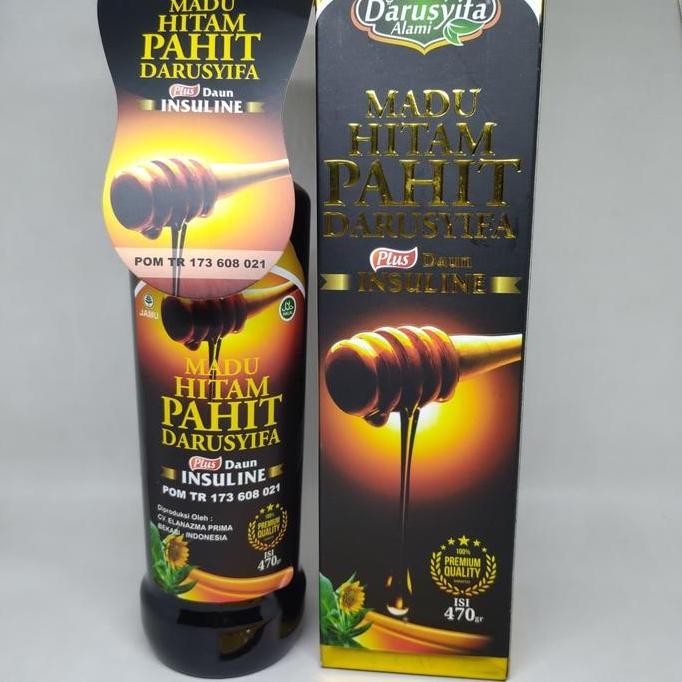 MADU
HITAM
PAHIT
DARUSYIFA
Plus Daun
INSULINE
POM TR 173 608 021
JAMU
MADU
HITAM
PAHIT
DARUSYIFA
Plus Daun
INSULINE
POM TR 173 608 021
Diproduksi Oleh :
CV. ELANAZMA PRIMA
BEKASI INDONESIA
100%
PREMIUM
QUALITY
ISI
470gr
Darusyifa
Alami
MADU
HITAM
PAHIT
DARUSYIFA
Plus Daun
INSULINE
100%
PREMIUM
QUALITY
ISI
470gr